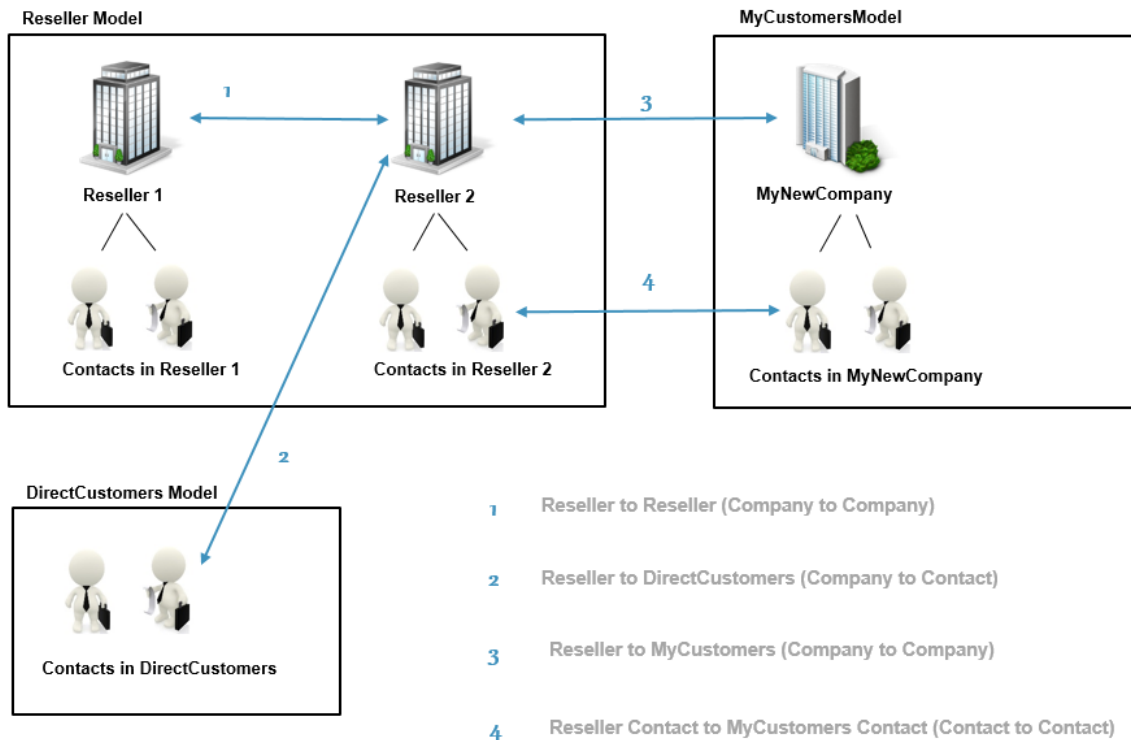 Reseller Model
MyCustomersModel
1
3
Reseller 1
Reseller 2
MyNewCompany
4
Contacts in Reseller 1
Contacts in Reseller 2
Contacts in MyNewCompany
2
DirectCustomers Model
Contacts in DirectCustomers
1 Reseller to Reseller (Company to Company)
2 Reseller to DirectCustomers (Company to Contact)
3 Reseller to MyCustomers (Company to Company)
4 Reseller Contact to MyCustomers Contact (Contact to Contact)